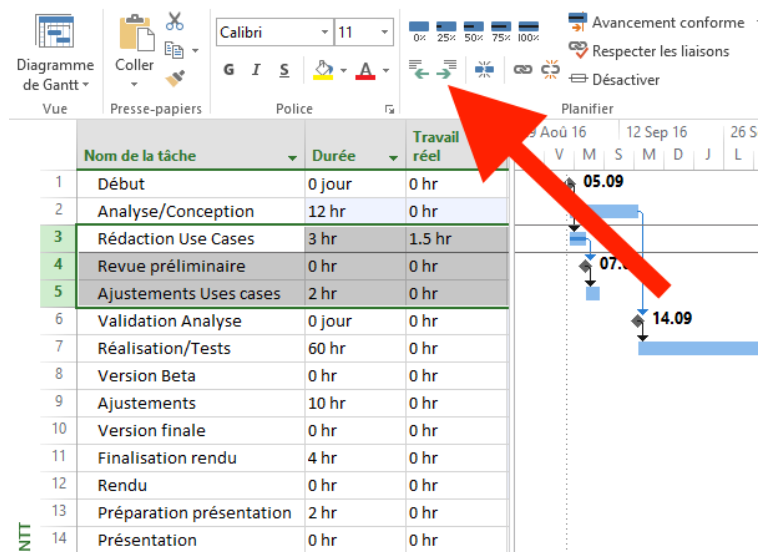 Diagramme
de Gantt
Vue
Coller
Presse-papiers
Calibri
11
G I S A
Police
0% 25% 50% 75% 100%
Avancement conforme
Respecter les liaisons
Désactiver
Planifier
Nom de la tâche Durée Travail réel
Aoû 16 12 Sep 16 26 S
V M S M D J L
1 Début 0 jour 0 hr
05.09
2 Analyse/Conception 12 hr 0 hr
3 Rédaction Use Cases 3 hr 1.5 hr
4 Revue préliminaire 0 hr 0 hr
07.
5 Ajustements Uses cases 2 hr 0 hr
6 Validation Analyse 0 jour 0 hr
14.09
7 Réalisation/Tests 60 hr 0 hr
8 Version Beta 0 hr 0 hr
9 Ajustements 10 hr 0 hr
10 Version finale 0 hr 0 hr
11 Finalisation rendu 4 hr 0 hr
12 Rendu 0 hr 0 hr
13 Préparation présentation 2 hr 0 hr
14 Présentation 0 hr 0 hr
NTT